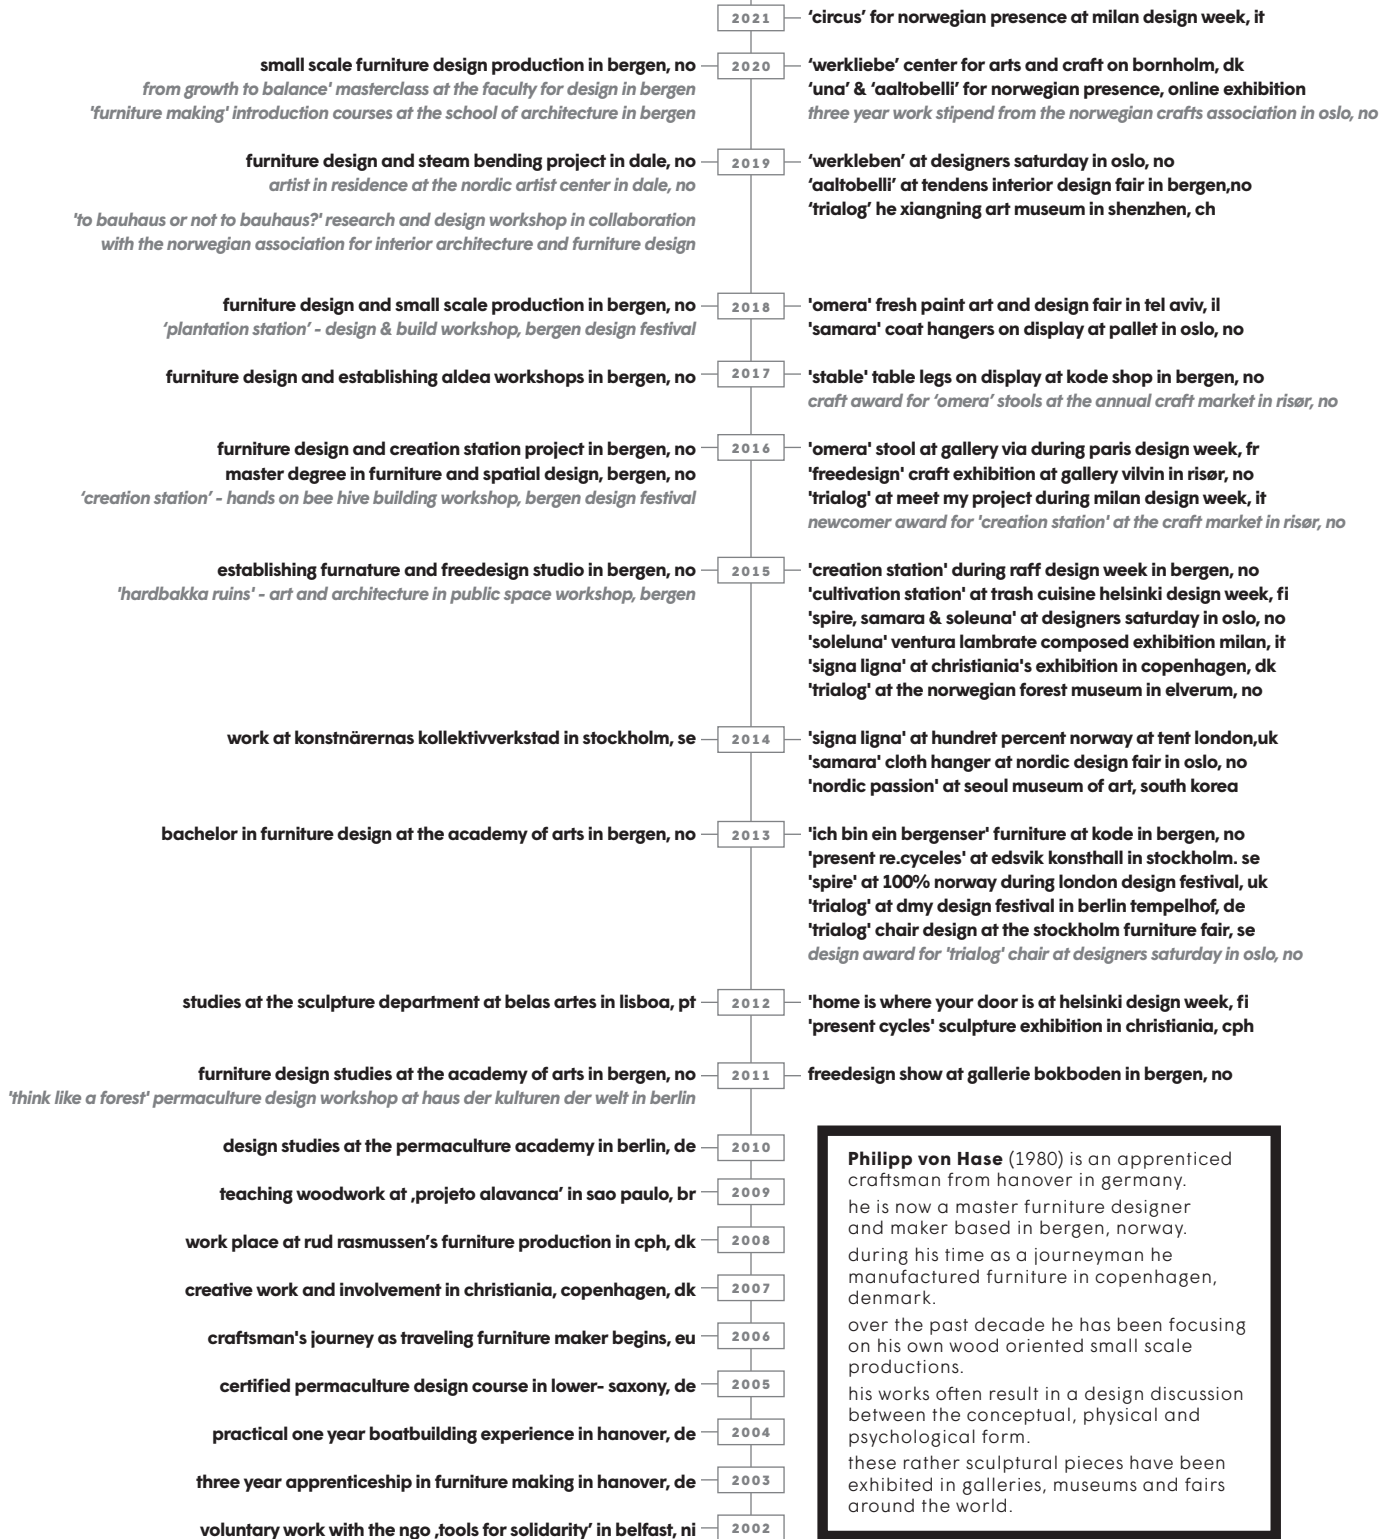 2021
‘circus’ for norwegian presence at milan design week, it
small scale furniture design production in bergen, no
from growth to balance' masterclass at the faculty for design in bergen
'furniture making' introduction courses at the school of architecture in bergen
2020
‘werkliebe’ center for arts and craft on bornholm, dk
‘una’ & ‘aaltobelli’ for norwegian presence, online exhibition
three year work stipend from the norwegian crafts association in oslo, no
furniture design and steam bending project in dale, no
artist in residence at the nordic artist center in dale, no
'to bauhaus or not to bauhaus?' research and design workshop in collaboration
with the norwegian association for interior architecture and furniture design
2019
‘werkleben’ at designers saturday in oslo, no
‘aaltobelli’ at tendens interior design fair in bergen,no
‘trialog’ he xiangning art museum in shenzhen, ch
furniture design and small scale production in bergen, no
‘plantation station’ - design & build workshop, bergen design festival
2018
'omera' fresh paint art and design fair in tel aviv, il
'samara' coat hangers on display at pallet in oslo, no
furniture design and establishing aldea workshops in bergen, no
2017
'stable' table legs on display at kode shop in bergen, no
craft award for ‘omera’ stools at the annual craft market in risør, no
furniture design and creation station project in bergen, no
master degree in furniture and spatial design, bergen, no
‘creation station’ - hands on bee hive building workshop, bergen design festival
2016
'omera' stool at gallery via during paris design week, fr
'freedesign' craft exhibition at gallery vilvin in risør, no
'trialog' at meet my project during milan design week, it
newcomer award for 'creation station' at the craft market in risør, no
establishing furnature and freedesign studio in bergen, no
'hardbakka ruins' - art and architecture in public space workshop, bergen
2015
'creation station' during raff design week in bergen, no
'cultivation station' at trash cuisine helsinki design week, fi
'spire, samara & soleuna' at designers saturday in oslo, no
'soleluna' ventura lambrate composed exhibition milan, it
'signa ligna' at christiania's exhibition in copenhagen, dk
'trialog' at the norwegian forest museum in elverum, no
work at konstnärernas kollektivverkstad in stockholm, se
2014
'signa ligna' at hundret percent norway at tent london,uk
'samara' cloth hanger at nordic design fair in oslo, no
'nordic passion' at seoul museum of art, south korea
bachelor in furniture design at the academy of arts in bergen, no
2013
'ich bin ein bergenser' furniture at kode in bergen, no
'present re.cyceles' at edsvik konsthall in stockholm. se
'spire' at 100% norway during london design festival, uk
'trialog' at dmy design festival in berlin tempelhof, de
'trialog' chair design at the stockholm furniture fair, se
design award for 'trialog' chair at designers saturday in oslo, no
studies at the sculpture department at belas artes in lisboa, pt
2012
'home is where your door is at helsinki design week, fi
'present cycles' sculpture exhibition in christiania, cph
furniture design studies at the academy of arts in bergen, no
'think like a forest' permaculture design workshop at haus der kulturen der welt in berlin
2011
freedesign show at gallerie bokboden in bergen, no
design studies at the permaculture academy in berlin, de
2010
teaching woodwork at ,projeto alavanca’ in sao paulo, br
2009
work place at rud rasmussen’s furniture production in cph, dk
2008
creative work and involvement in christiania, copenhagen, dk
2007
craftsman's journey as traveling furniture maker begins, eu
2006
certified permaculture design course in lower- saxony, de
2005
practical one year boatbuilding experience in hanover, de
2004
three year apprenticeship in furniture making in hanover, de
2003
voluntary work with the ngo ,tools for solidarity’ in belfast, ni
2002
Philipp von Hase (1980) is an apprenticed
craftsman from hanover in germany.
he is now a master furniture designer
and maker based in bergen, norway.
during his time as a journeyman he
manufactured furniture in copenhagen,
denmark.
over the past decade he has been focusing
on his own wood oriented small scale
productions.
his works often result in a design discussion
between the conceptual, physical and
psychological form.
these rather sculptural pieces have been
exhibited in galleries, museums and fairs
around the world.